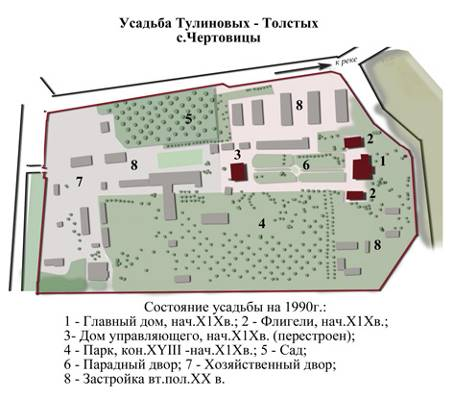 Усадьба Тулиновых - Толстых
с.Чертовицы
к реке
5
8
2
3
1
8
6
7
2
4
8
Состояние усадьбы на 1990г.:
1 - Главный дом, нач.X1Xв.; 2 - Флигели, нач.X1Xв.;
3- Дом управляющего, нач.X1Xв. (перестроен);
4 - Парк, кон.XYIII -нач.X1Xв.; 5 - Сад;
6 - Парадный двор; 7 - Хозяйственный двор;
8 - Застройка вт.пол.XX в.